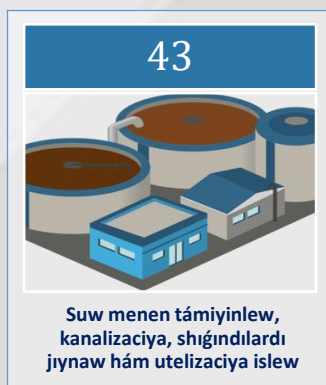 43
Suw menen támiyinlew,
kanalizaciya, shıǵındılardı
jıynaw hám utelizaciya islew